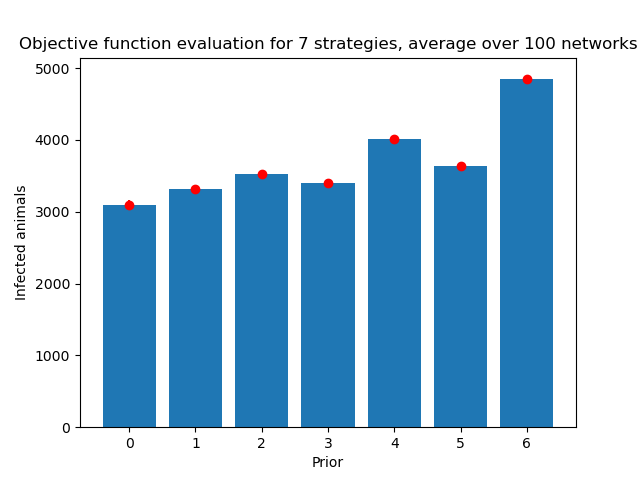 Objective function evaluation for 7 strategies, average over 100 networks
5000
4000
3000
2000
1000
0
Infected animals
0 1 2 3 4 5 6
Prior